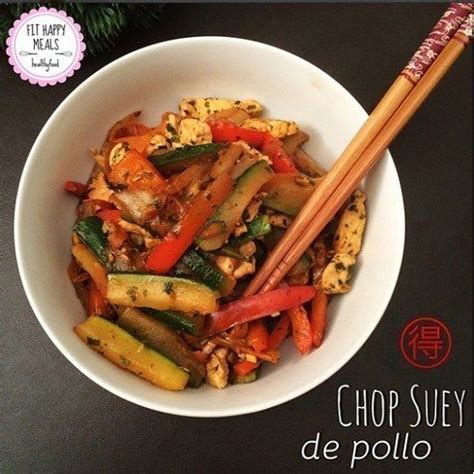 FIT HAPPY
MEALS
healthyfood
得
CHOP SUEY
de pollo